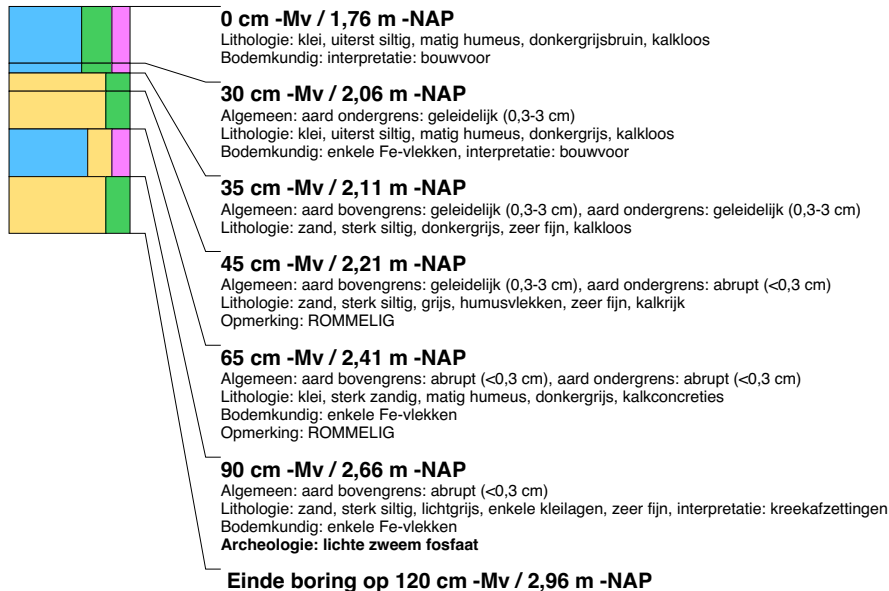 0 cm -Mv / 1,76 m -NAP
Lithologie: klei, uiterst siltig, matig humeus, donkergrijsbruin, kalkloos
Bodemkundig: interpretatie: bouwvoor
30 cm -Mv / 2,06 m -NAP
Algemeen: aard ondergrens: geleidelijk (0,3-3 cm)
Lithologie: klei, uiterst siltig, matig humeus, donkergrijs, kalkloos
Bodemkundig: enkele Fe-vlekken, interpretatie: bouwvoor
35 cm -Mv / 2,11 m -NAP
Algemeen: aard bovengrens: geleidelijk (0,3-3 cm), aard ondergrens: geleidelijk (0,3-3 cm)
Lithologie: zand, sterk siltig, donkergrijs, zeer fijn, kalkloos
45 cm -Mv / 2,21 m -NAP
Algemeen: aard bovengrens: geleidelijk (0,3-3 cm), aard ondergrens: abrupt (<0,3 cm)
Lithologie: zand, sterk siltig, grijs, humusvlekken, zeer fijn, kalkrijk
Opmerking: ROMMELIG
65 cm -Mv / 2,41 m -NAP
Algemeen: aard bovengrens: abrupt (<0,3 cm), aard ondergrens: abrupt (<0,3 cm)
Lithologie: klei, sterk zandig, matig humeus, donkergrijs, kalkconcreties
Bodemkundig: enkele Fe-vlekken
Opmerking: ROMMELIG
90 cm -Mv / 2,66 m -NAP
Algemeen: aard bovengrens: abrupt (<0,3 cm)
Lithologie: zand, sterk siltig, lichtgrijs, enkele kleilagen, zeer fijn, interpretatie: kreekafzettingen
Bodemkundig: enkele Fe-vlekken
Archeologie: lichte zweem fosfaat
Einde boring op 120 cm -Mv / 2,96 m -NAP